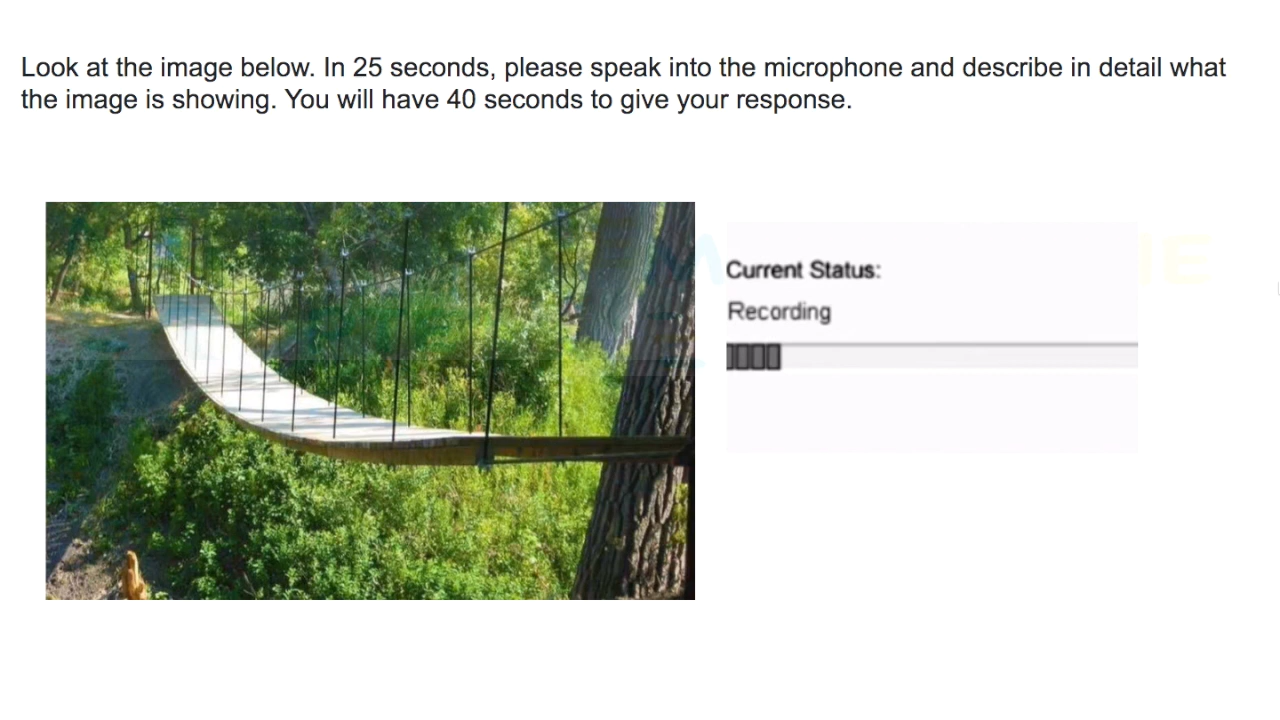 Look at the image below. In 25 seconds, please speak into the microphone and describe in detail what
the image is showing. You will have 40 seconds to give your response.
Current Status:
Recording